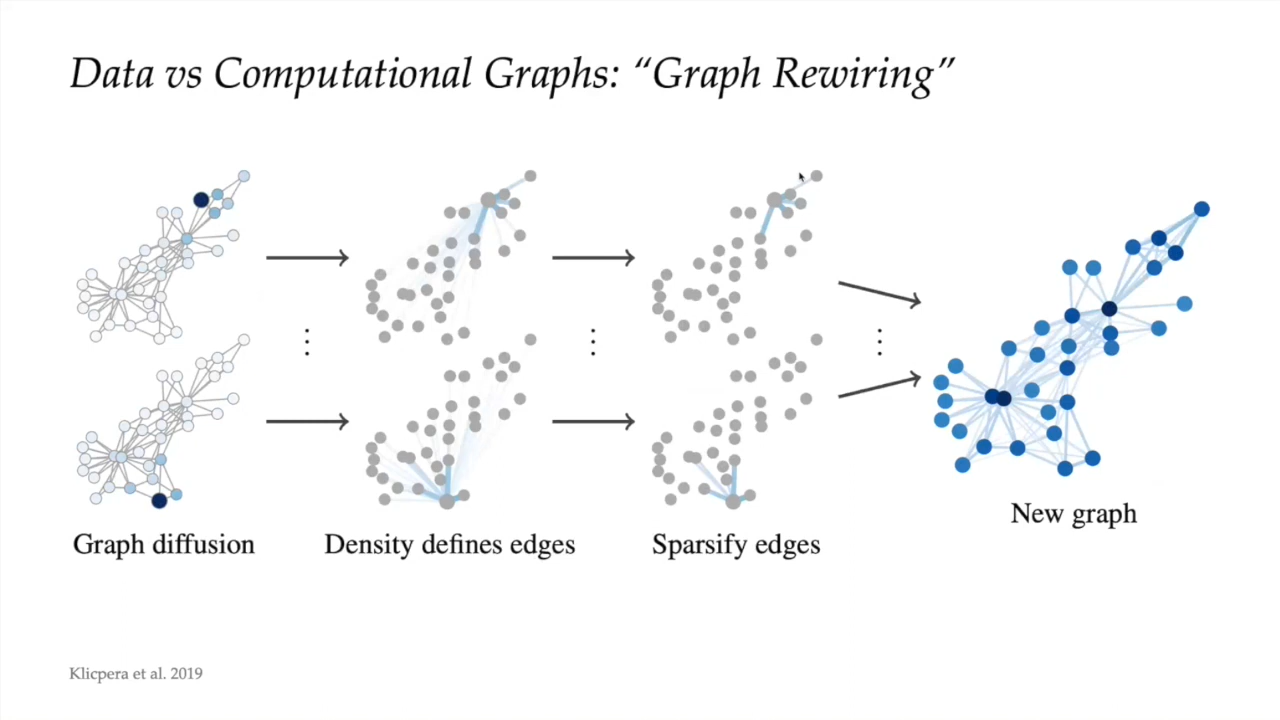 Data vs Computational Graphs: “Graph Rewiring”
Graph diffusion
Density defines edges
Sparsify edges
New graph
Klicpera et al. 2019